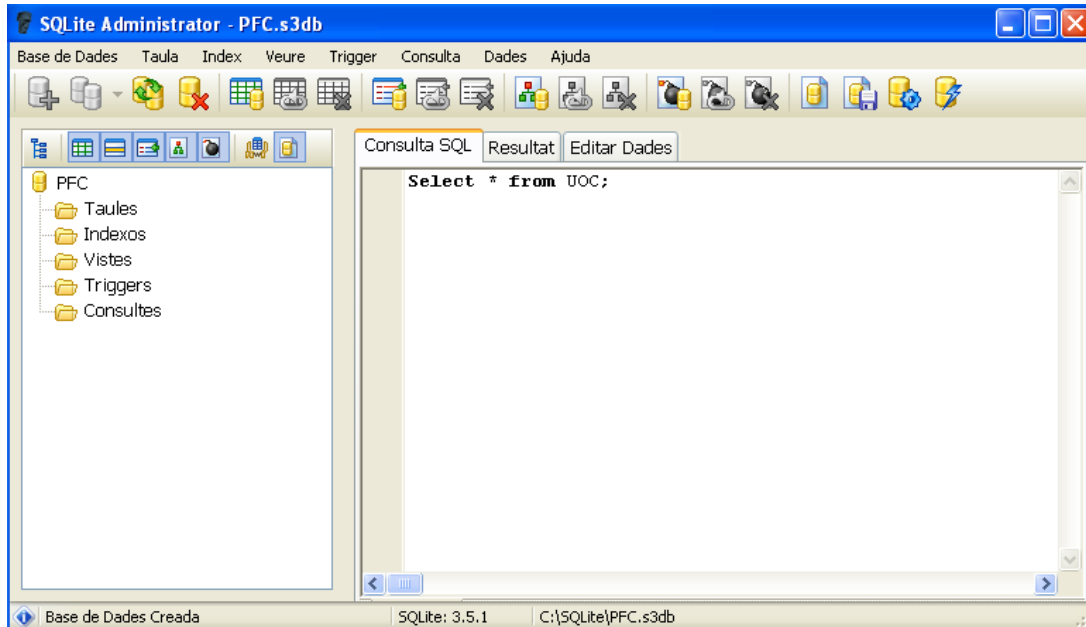 SQLite Administrator - PFC.s3db
Base de Dades Taula Index Veure Trigger Consulta Dades Ajuda
Consulta SQL Resultat Editar Dades
Select * from UOC;
PFC
Taules
Indexos
Vistes
Triggers
Consultes
Base de Dades Creada SQLite: 3.5.1 C:\SQLite\PFC.s3db